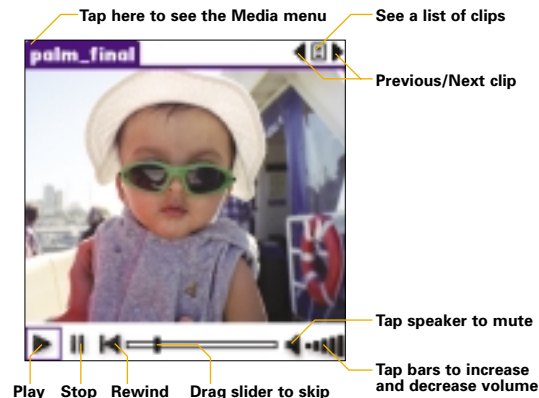 Tap here to see the Media menu
See a list of clips
palm_final
Previous/Next clip
Tap speaker to mute
Tap bars to increase
and decrease volume
Play Stop Rewind Drag slider to skip